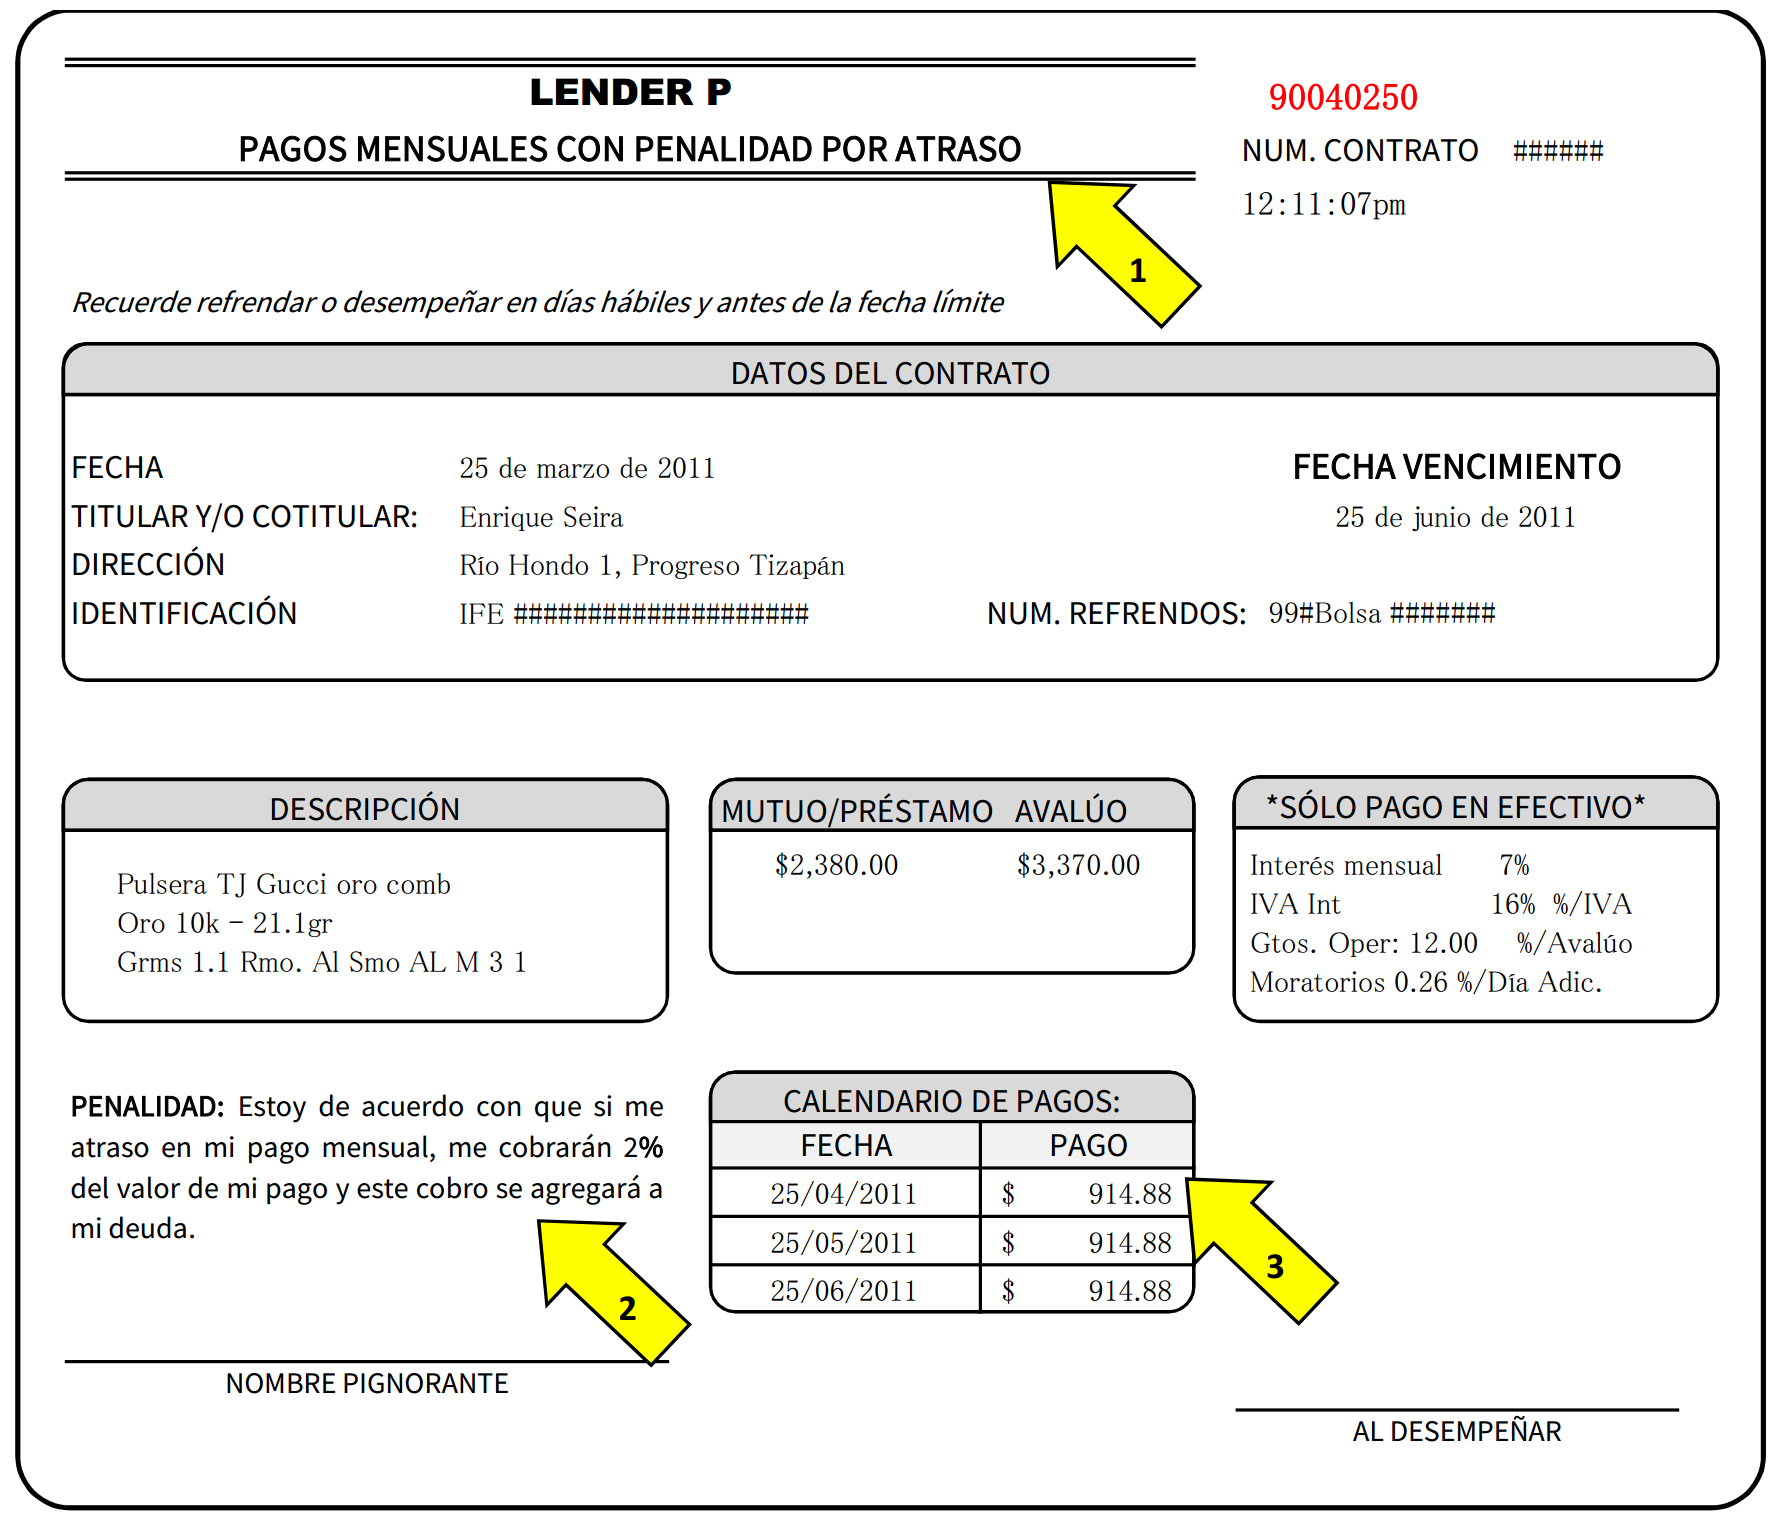 LENDER P
90040250
PAGOS MENSUALES CON PENALIDAD POR ATRASO
NUM. CONTRATO ######
12:11:07pm
1
Recuerde refrendar o desempeñar en días hábiles y antes de la fecha límite
DATOS DEL CONTRATO
FECHA 25 de marzo de 2011 FECHA VENCIMIENTO
TITULAR Y/O COTITULAR: Enrique Seira 25 de junio de 2011
DIRECCIÓN Río Hondo 1, Progreso Tizapán
IDENTIFICACIÓN IFE #################### NUM. REFRENDOS: 99#Bolsa #######
DESCRIPCIÓN
Pulsera TJ Gucci oro comb
Oro 10k - 21.1gr
Grms 1.1 Rmo. Al Smo AL M 3 1
MUTUO/PRÉSTAMO AVALÚO
$2,380.00 $3,370.00
*SÓLO PAGO EN EFECTIVO*
Interés mensual 7%
IVA Int 16% %/IVA
Gtos. Oper: 12.00 %/Avalúo
Moratorios 0.26 %/Día Adic.
PENALIDAD: Estoy de acuerdo con que si me
atraso en mi pago mensual, me cobrarán 2%
del valor de mi pago y este cobro se agregará a
mi deuda.
2
CALENDARIO DE PAGOS:
FECHA PAGO
25/04/2011 $ 914.88
25/05/2011 $ 914.88
25/06/2011 $ 914.88
3
NOMBRE PIGNORANTE
AL DESEMPEÑAR